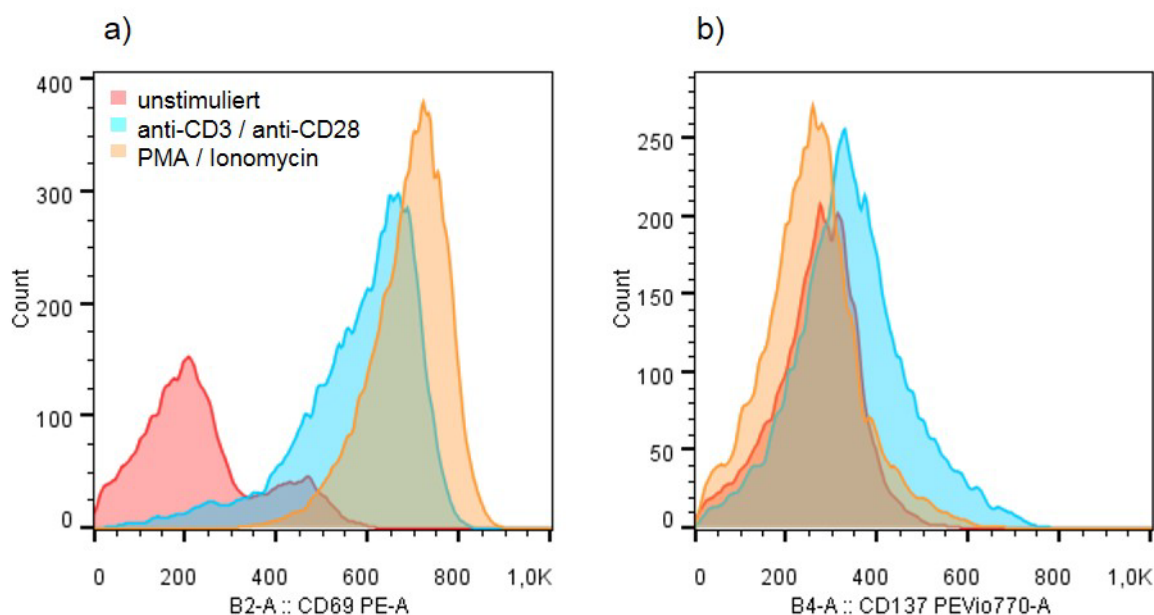 a)
400
300
200
100
0
Count
unstimuliert
anti-CD3 / anti-CD28
PMA / Ionomycin
0 200 400 600 800 1,0K
B2-A :: CD69 PE-A
b)
250
200
150
100
50
0
Count
0 200 400 600 800 1,0K
B4-A :: CD137 PEVio770-A